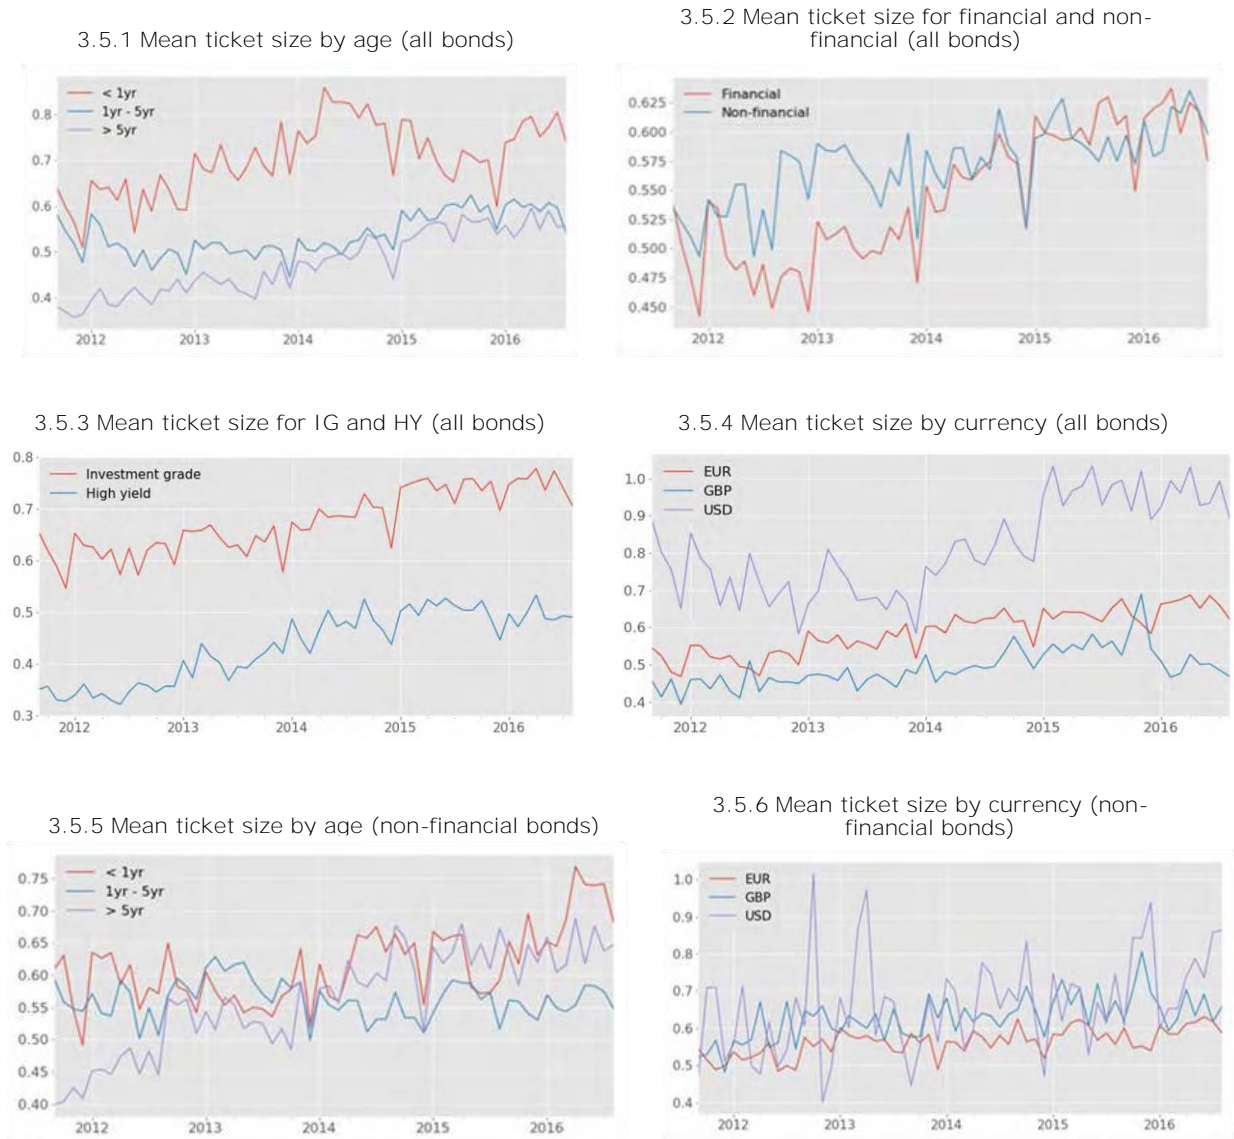 3.5.1 Mean ticket size by age (all bonds)
< 1yr
1yr - 5yr
> 5yr
0.8
0.7
0.6
0.5
0.4
2012 2013 2014 2015 2016
3.5.2 Mean ticket size for financial and non-
financial (all bonds)
Financial
Non-financial
0.625
0.600
0.575
0.550
0.525
0.500
0.475
0.450
2012 2013 2014 2015 2016
3.5.3 Mean ticket size for IG and HY (all bonds)
Investment grade
High yield
0.8
0.7
0.6
0.5
0.4
0.3
2012 2013 2014 2015 2016
3.5.4 Mean ticket size by currency (all bonds)
EUR
GBP
USD
1.0
0.9
0.8
0.7
0.6
0.5
0.4
2012 2013 2014 2015 2016
3.5.5 Mean ticket size by age (non-financial bonds)
< 1yr
1yr - 5yr
> 5yr
0.75
0.70
0.65
0.60
0.55
0.50
0.45
0.40
2012 2013 2014 2015 2016
3.5.6 Mean ticket size by currency (non-
financial bonds)
EUR
GBP
USD
1.0
0.9
0.8
0.7
0.6
0.5
0.4
2012 2013 2014 2015 2016